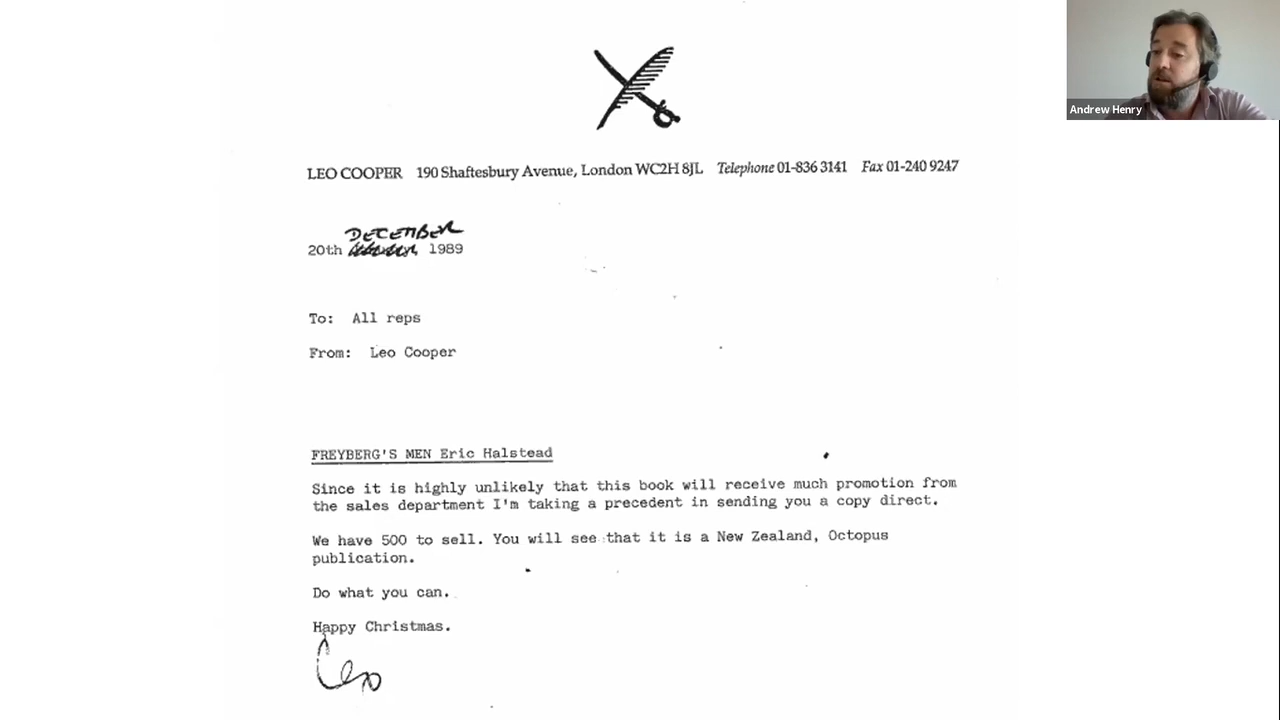 Andrew Henry
LEO COOPER 190 Shaftesbury Avenue, London WC2H 8JL Telephone 01-836 3141 Fax 01-240 9247
DECEMBER
20th 1989
To: All reps
From: Leo Cooper
FREYBERG'S MEN Eric Halstead
Since it is highly unlikely that this book will receive much promotion from
the sales department I'm taking a precedent in sending you a copy direct.
We have 500 to sell. You will see that it is a New Zealand, Octopus
publication.
Do what you can.
Happy Christmas.
Leo